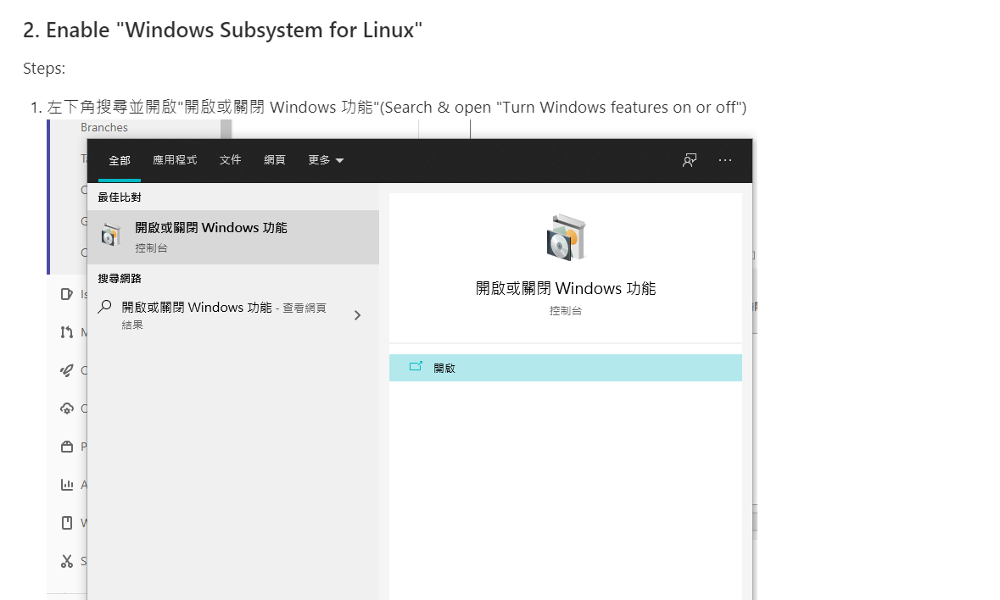 2. Enable "Windows Subsystem for Linux"
Steps:
1. 左下角搜尋並開啟"開啟或關閉 Windows 功能"(Search & open "Turn Windows features on or off")
Branches
全部 應用程式 文件 網頁 更多
最佳比對
開啟或關閉 Windows 功能
控制台
搜尋網路
開啟或關閉 Windows 功能 - 查看網頁
結果
開啟或關閉 Windows 功能
控制台
開啟